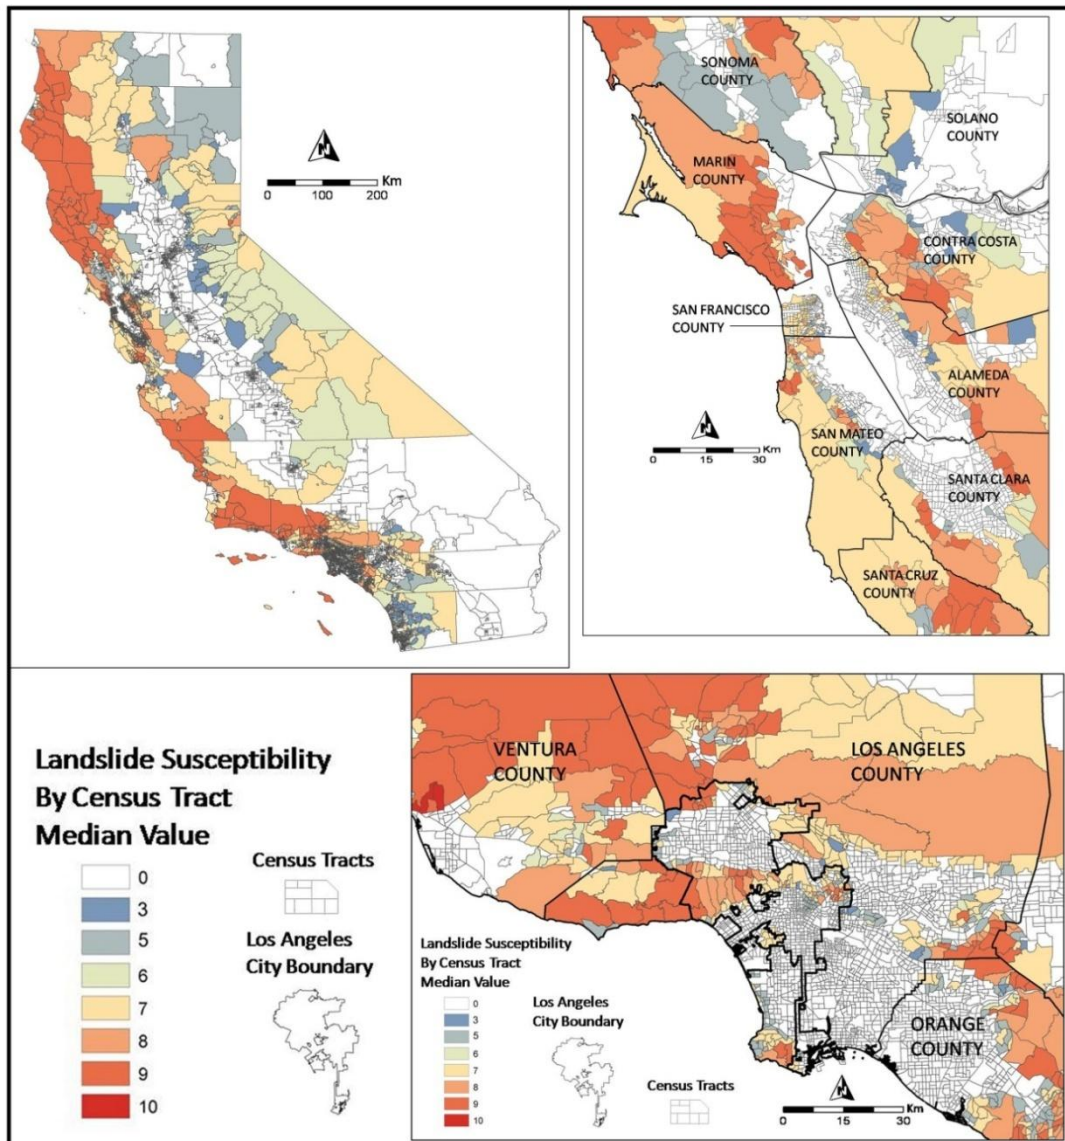 N
Km
0 100 200
SONOMA
COUNTY
SOLANO
COUNTY
MARIN
COUNTY
CONTRA COSTA
COUNTY
SAN FRANCISCO
COUNTY
ALAMEDA
COUNTY
N
Km
0 15 30
SAN MATEO
COUNTY
SANTA CLARA
COUNTY
SANTA CRUZ
COUNTY
Landslide Susceptibility
By Census Tract
Median Value
0
3
5
6
7
8
9
10
Census Tracts
Los Angeles
City Boundary
VENTURA
COUNTY
LOS ANGELES
COUNTY
ORANGE
COUNTY
Landslide Susceptibility
By Census Tract
Median Value
0
3
5
6
7
8
9
10
Los Angeles
City Boundary
Census Tracts
N
Km
0 15 30